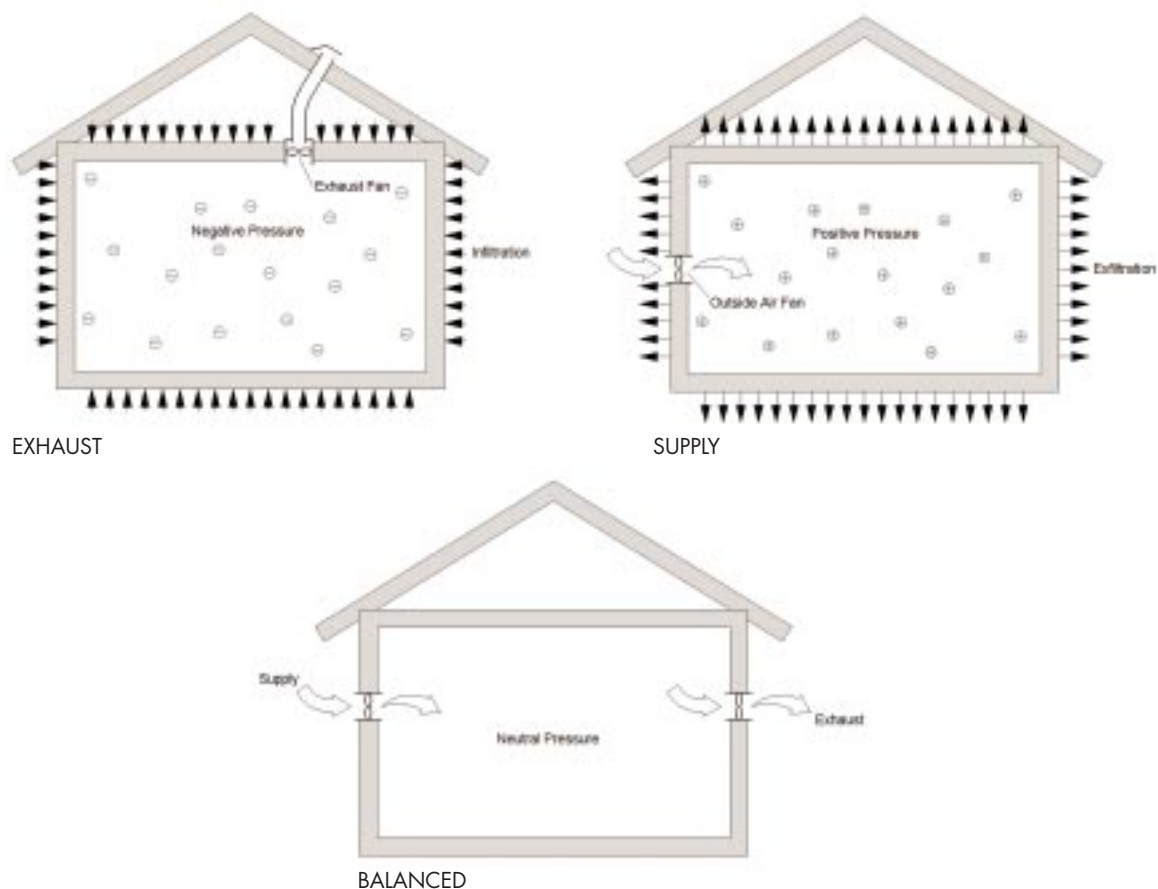 Exhaust Fan
Negative Pressure
Infiltration
EXHAUST
Positive Pressure
Outside Air Fan
Exfiltration
SUPPLY
Supply
Exhaust
Neutral Pressure
BALANCED